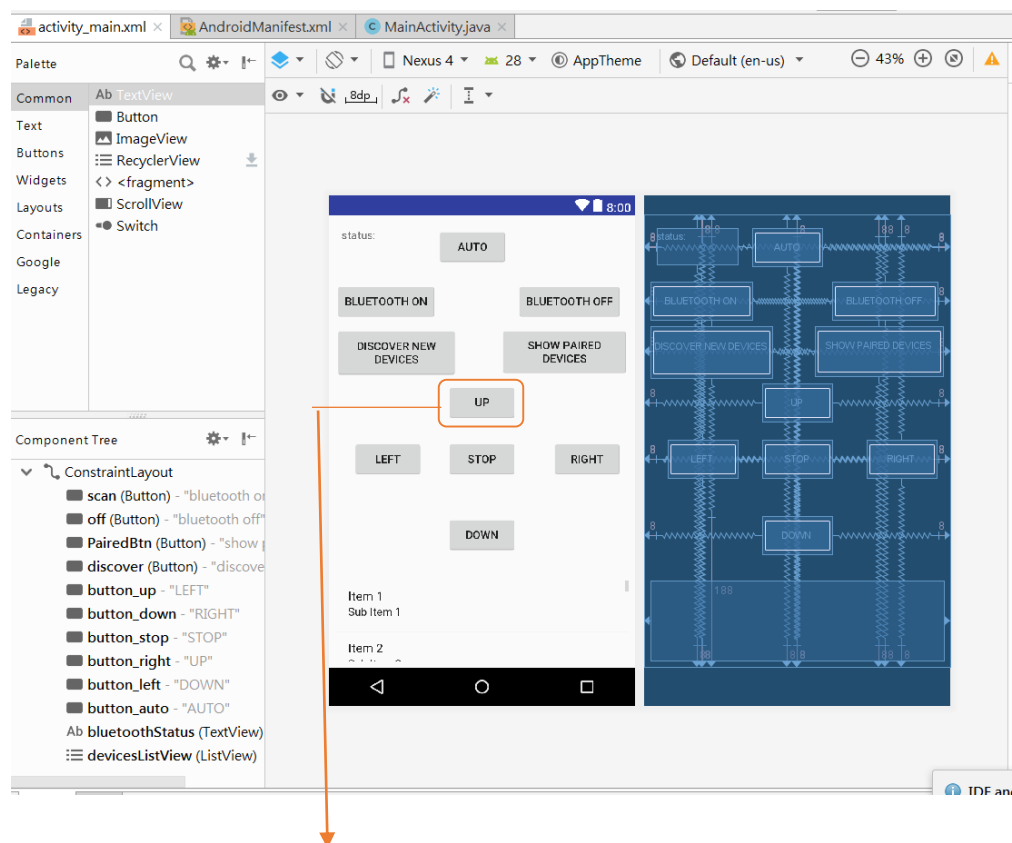 activity_main.xml AndroidManifest.xml MainActivity.java
Palette Nexus 4 28 AppTheme Default (en-us) 43%
8dp
Common
Text
Buttons
Widgets
Layouts
Containers
Google
Legacy
Ab TextView
Button
ImageView
RecyclerView
<fragment>
ScrollView
Switch
8:00
status:
AUTO
BLUETOOTH ON BLUETOOTH OFF
DISCOVER NEW
DEVICES
SHOW PAIRED
DEVICES
UP
LEFT STOP RIGHT
DOWN
Item 1
Sub Item 1
Item 2
status:
AUTO
BLUETOOTH ON BLUETOOTH OFF
DISCOVER NEW DEVICES SHOW PAIRED DEVICES
UP
LEFT STOP RIGHT
DOWN
188
Component Tree
ConstraintLayout
scan (Button) - "bluetooth on
off (Button) - "bluetooth off"
PairedBtn (Button) - "show
discover (Button) - "discove
button_up - "LEFT"
button_down - "RIGHT"
button_stop - "STOP"
button_right - "UP"
button_left - "DOWN"
button_auto - "AUTO"
Ab bluetoothStatus (TextView)
devicesListView (ListView)
IDE and